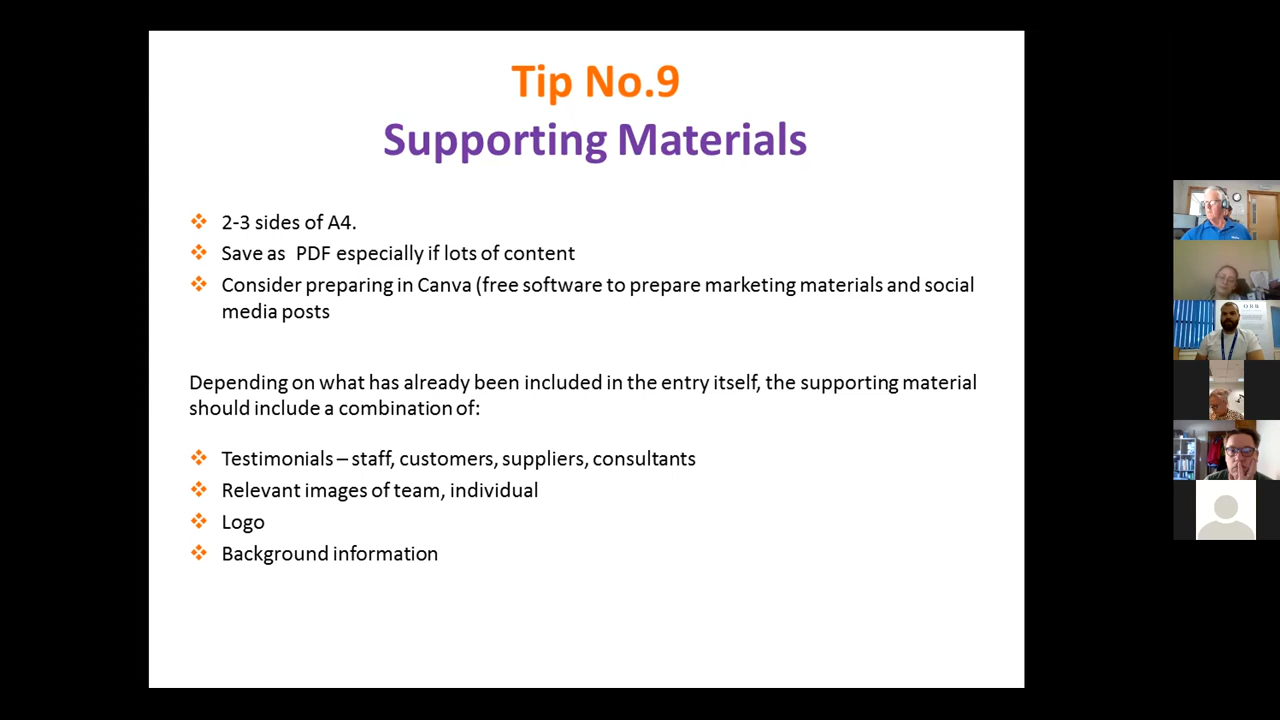 Tip No.9
Supporting Materials
2-3 sides of A4.
Save as PDF especially if lots of content
Consider preparing in Canva (free software to prepare marketing materials and social
media posts
Depending on what has already been included in the entry itself, the supporting material
should include a combination of:
Testimonials – staff, customers, suppliers, consultants
Relevant images of team, individual
Logo
Background information